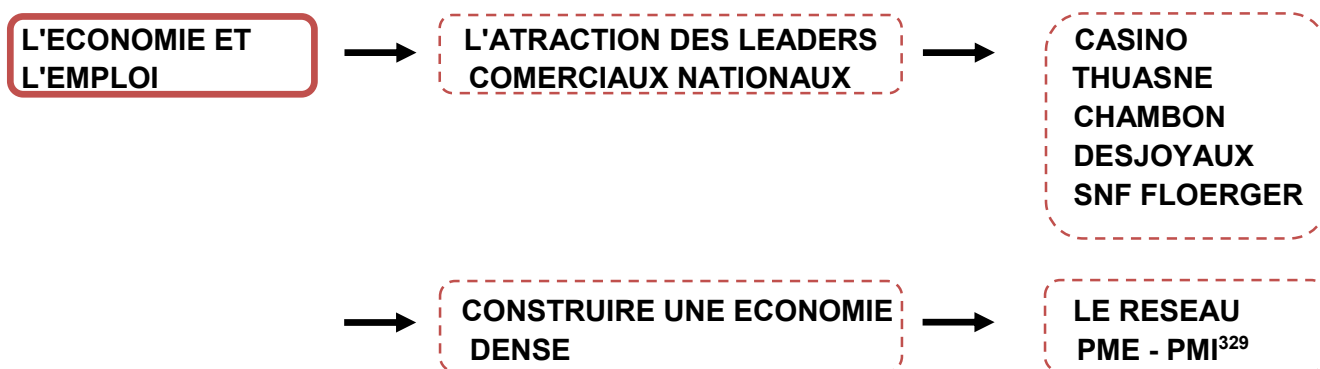 L'ECONOMIE ET
L'EMPLOI
L'ATRACTION DES LEADERS
COMERCIAUX NATIONAUX
CASINO
THUASNE
CHAMBON
DESJOYAUX
SNF FLOERGER
CONSTRUIRE UNE ECONOMIE
DENSE
LE RESEAU
PME - PMI³²⁹